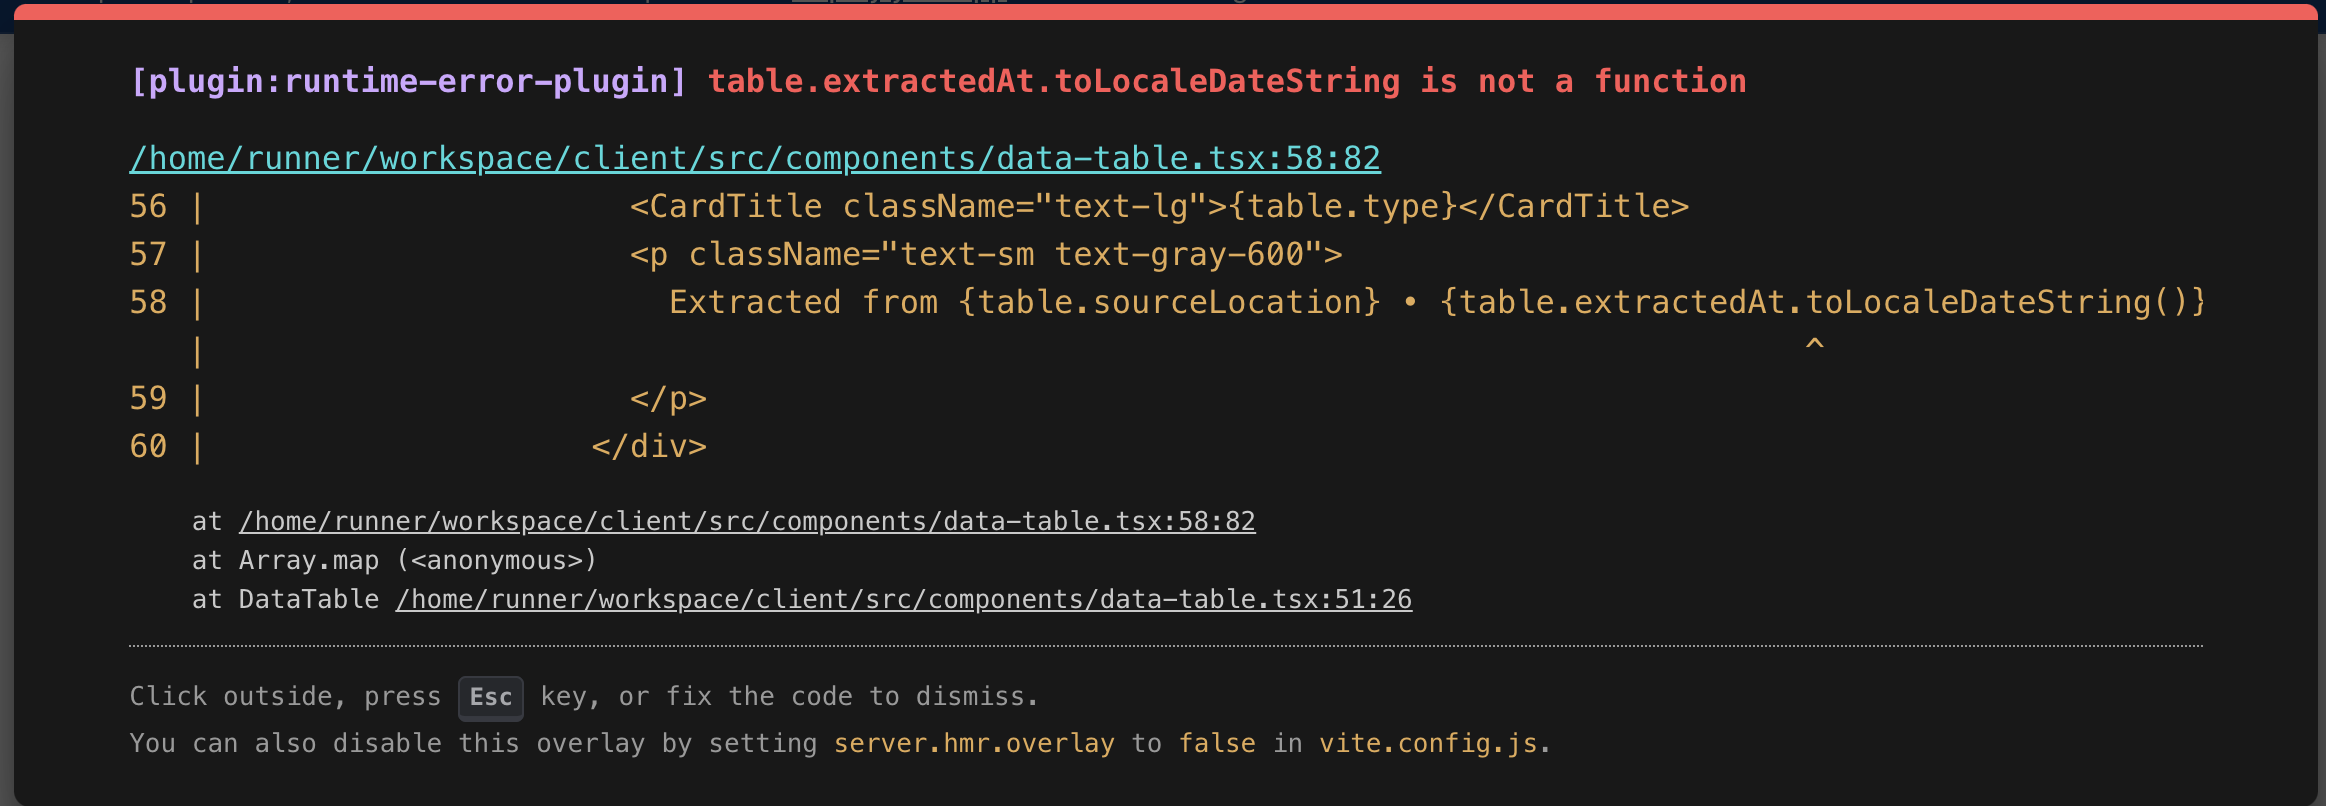 [plugin:runtime-error-plugin] table.extractedAt.toLocaleDateString is not a function
/home/runner/workspace/client/src/components/data-table.tsx:58:82
56 |                      <CardTitle className="text-lg">{table.type}</CardTitle>
57 |                      <p className="text-sm text-gray-600">
58 |                        Extracted from {table.sourceLocation} • {table.extractedAt.toLocaleDateString()}
   |                                                                                   ^
59 |                      </p>
60 |                    </div>
at /home/runner/workspace/client/src/components/data-table.tsx:58:82
at Array.map (<anonymous>)
at DataTable /home/runner/workspace/client/src/components/data-table.tsx:51:26
Click outside, press Esc key, or fix the code to dismiss.
You can also disable this overlay by setting server.hmr.overlay to false in vite.config.js.